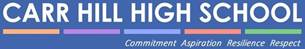 CARR HILL HIGH SCHOOL
Commitment Aspiration Resilience Respect